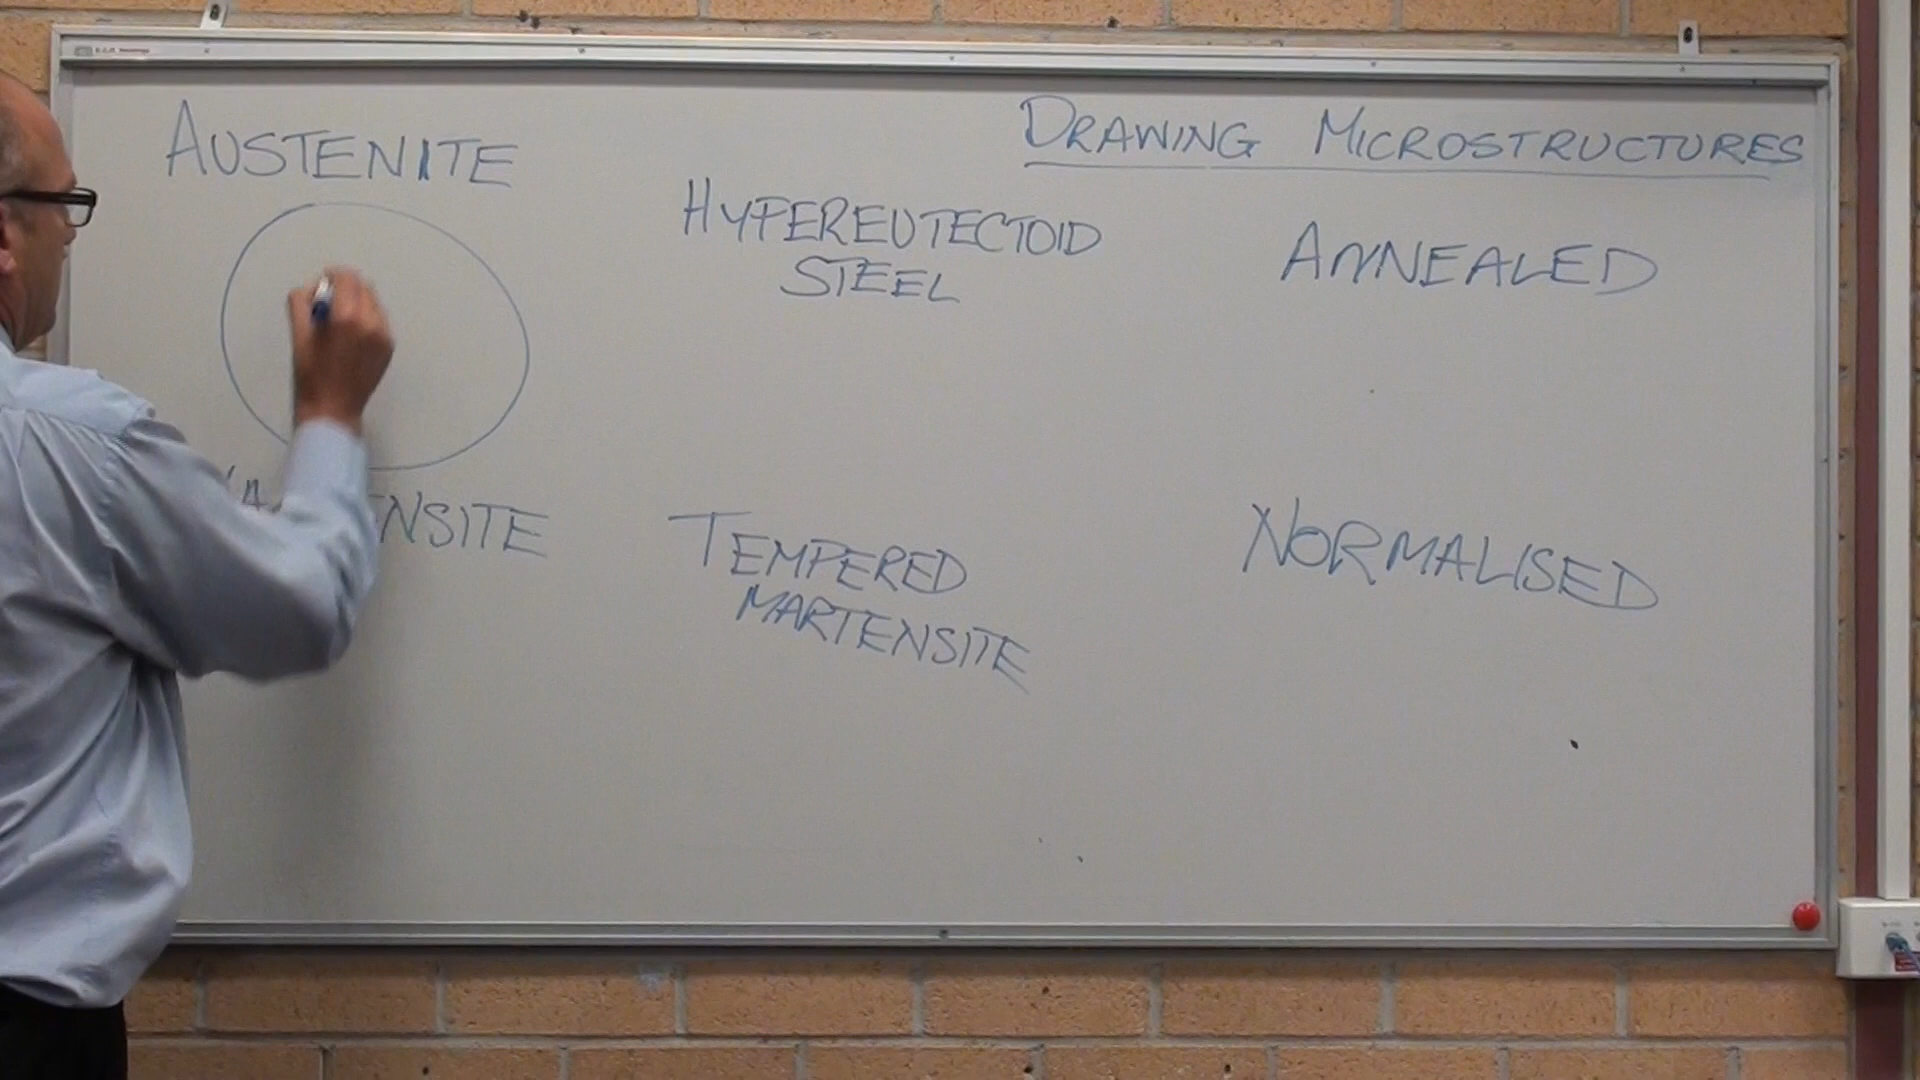 DRAWING MICROSTRUCTURES
AUSTENITE
HYPEREUTECTOID
STEEL
ANNEALED
TEMPERED
MARTENSITE
NORMALISED